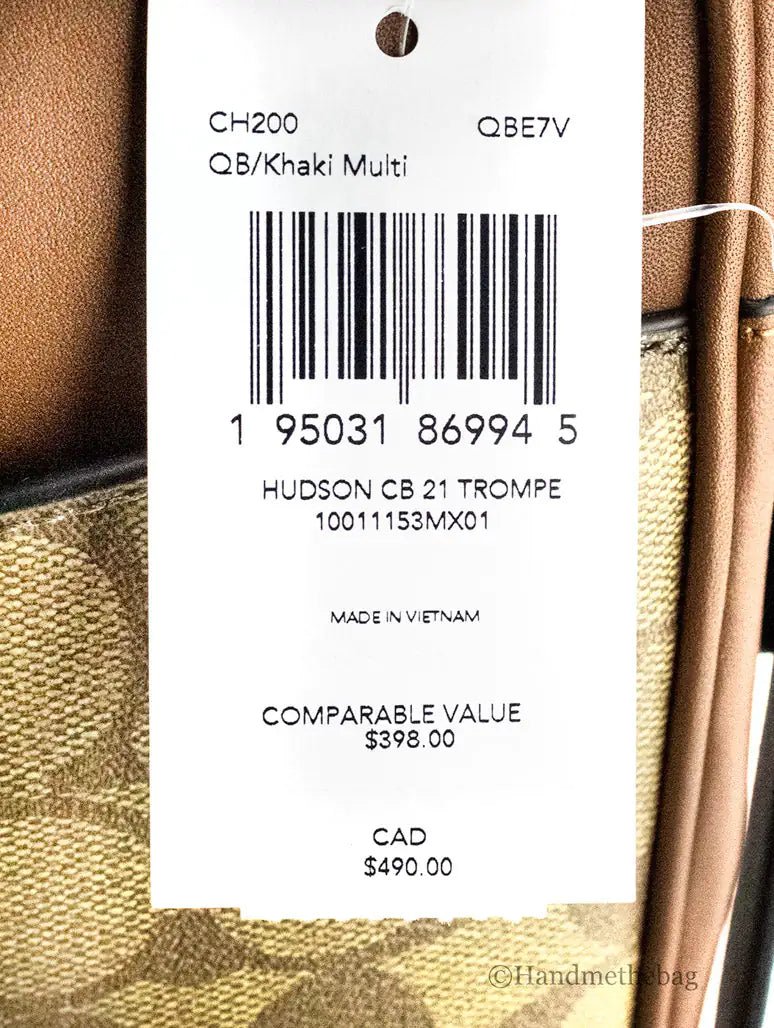 CH200 QBE7V
QB/Khaki Multi
1 95031 86994 5
HUDSON CB 21 TROMPE
10011153MX01
MADE IN VIETNAM
COMPARABLE VALUE
$398.00
CAD
$490.00
©Handmethebag